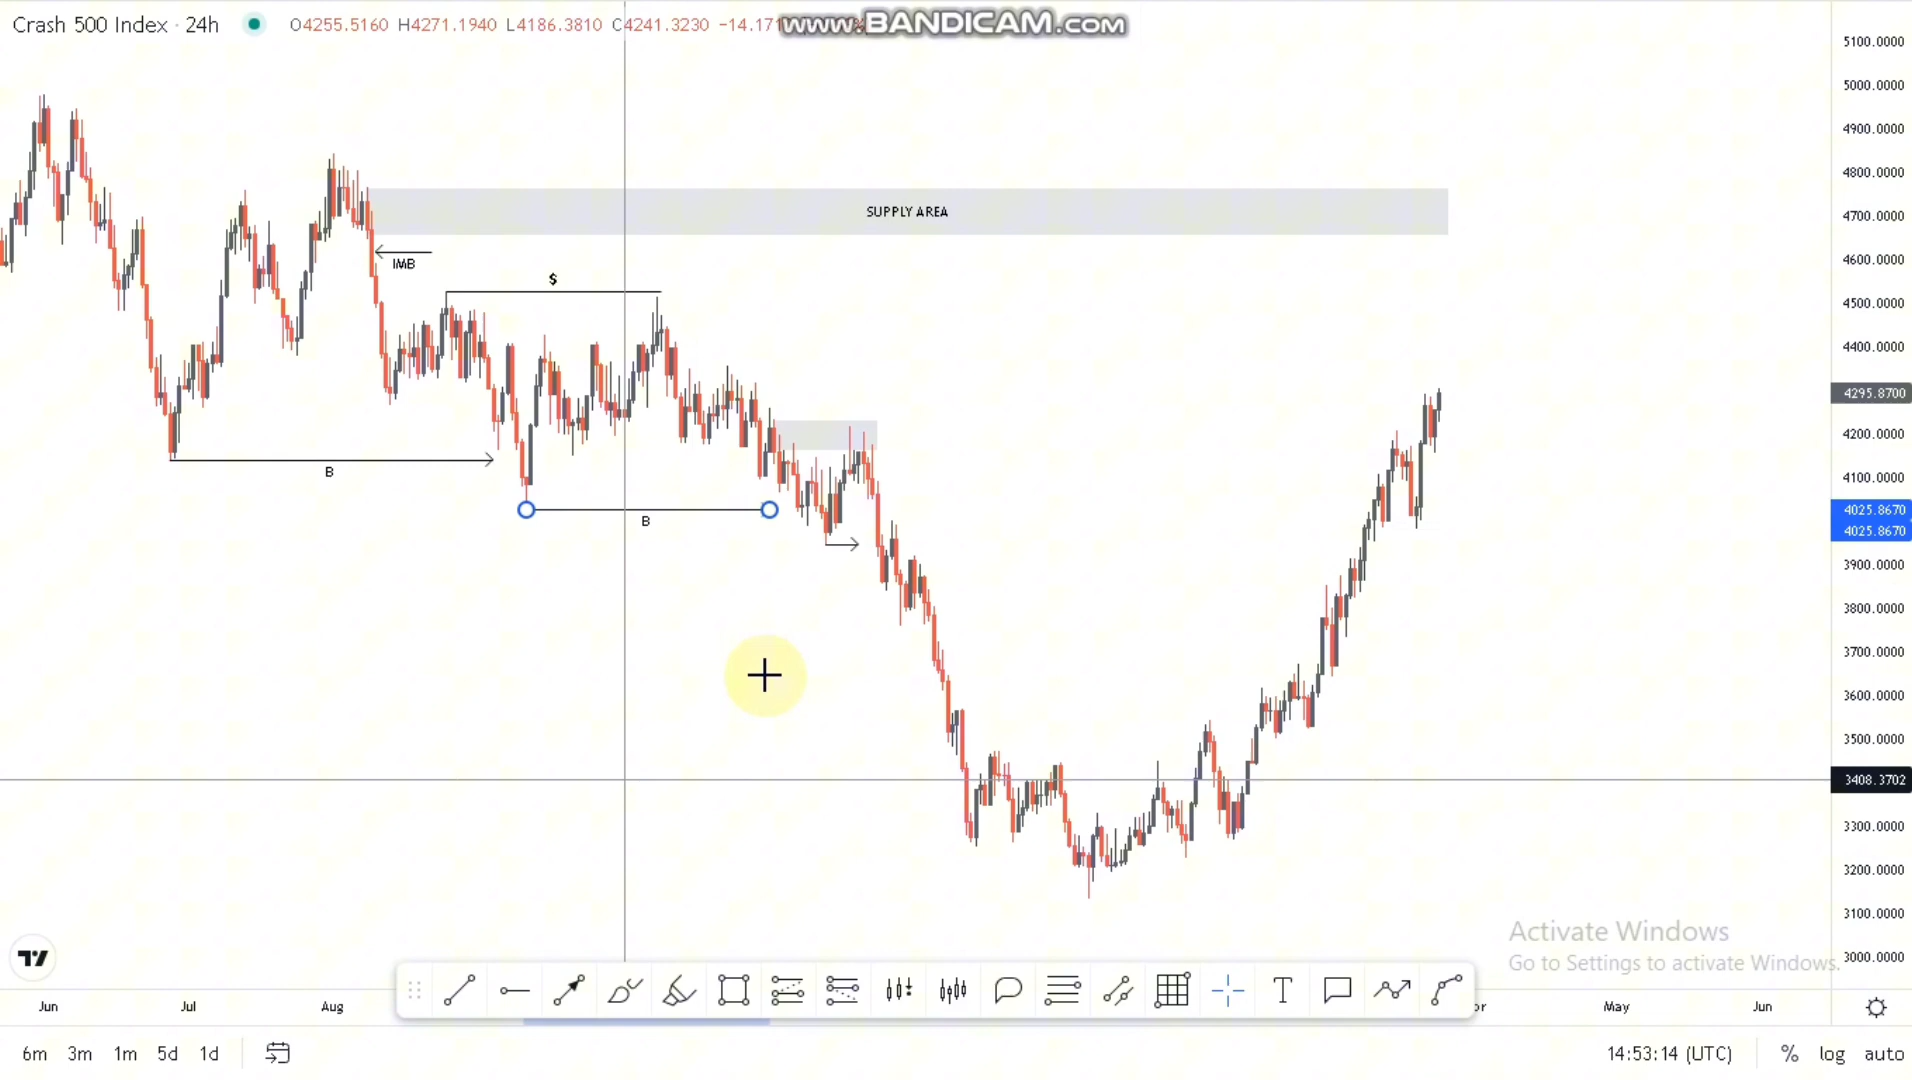 Crash 500 Index · 24h O4255.5160 H4271.1940 L4186.3810 C4241.3230 −14.171
www.BANDICAM.com
5100.0000
5000.0000
4900.0000
4800.0000
4700.0000
4600.0000
4500.0000
4400.0000
4295.8700
4200.0000
4100.0000
4025.8670
4025.8670
3900.0000
3800.0000
3700.0000
3600.0000
3500.0000
3408.3702
3300.0000
3200.0000
3100.0000
3000.0000
SUPPLY AREA
IMB
$
B
B
Activate Windows
Go to Settings to activate Windows.
Jun Jul Aug May Jun
6m 3m 1m 5d 1d 14:53:14 (UTC) % log auto